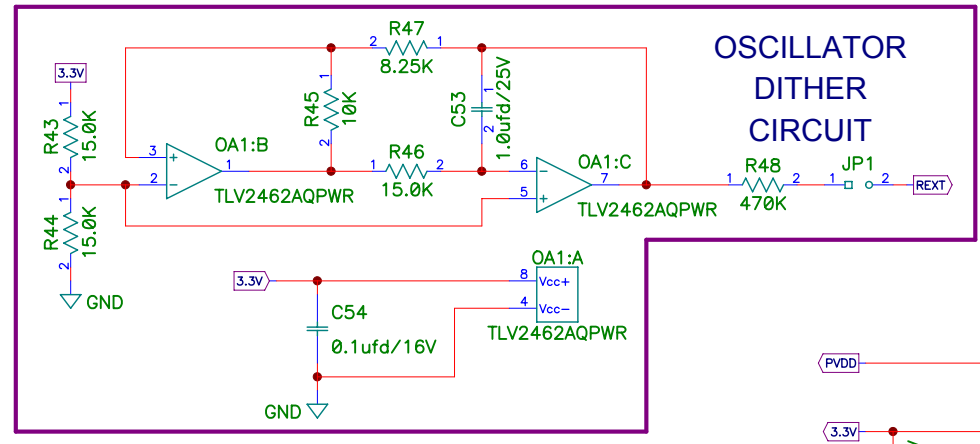 OSCILLATOR
DITHER
CIRCUIT
R47
2 1
8.25K
3.3V
1
R43
15.0K
2
1
R44
15.0K
2
GND
1
R45
10K
2
C53
1
1.0ufd/25V
2
OA1:B
3 +
2 -
1
TLV2462AQPWR
R46
1 2
15.0K
OA1:C
6 -
5 +
7
TLV2462AQPWR
R48
1 2
470K
JP1
1 2
REXT
OA1:A
3.3V
8 Vcc+
4 Vcc-
TLV2462AQPWR
C54
0.1ufd/16V
GND
PVDD
3.3V